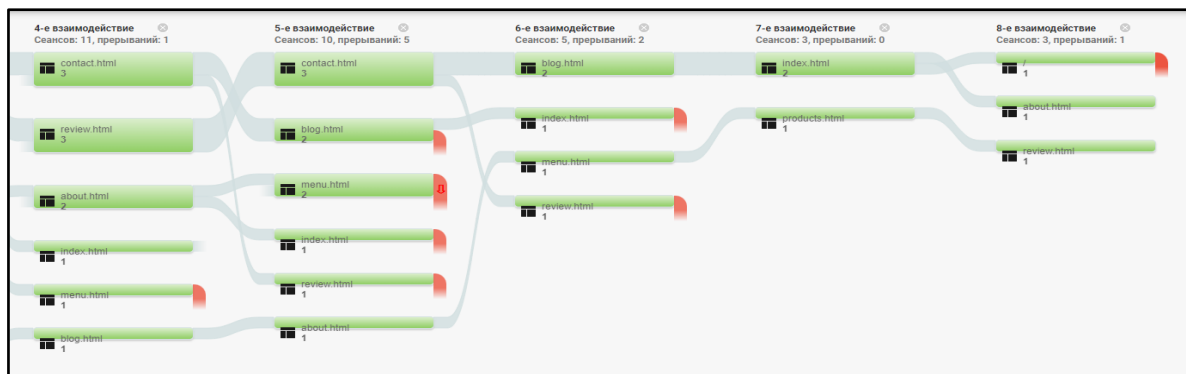 4-е взаимодействие
Сеансов: 11, прерываний: 1
contact.html
3
review.html
3
about.html
2
index.html
1
menu.html
1
blog.html
1
5-е взаимодействие
Сеансов: 10, прерываний: 5
contact.html
3
blog.html
2
menu.html
2
index.html
1
review.html
1
about.html
1
6-е взаимодействие
Сеансов: 5, прерываний: 2
blog.html
2
index.html
1
menu.html
1
review.html
1
7-е взаимодействие
Сеансов: 3, прерываний: 0
index.html
2
products.html
1
8-е взаимодействие
Сеансов: 3, прерываний: 1
/
1
about.html
1
review.html
1